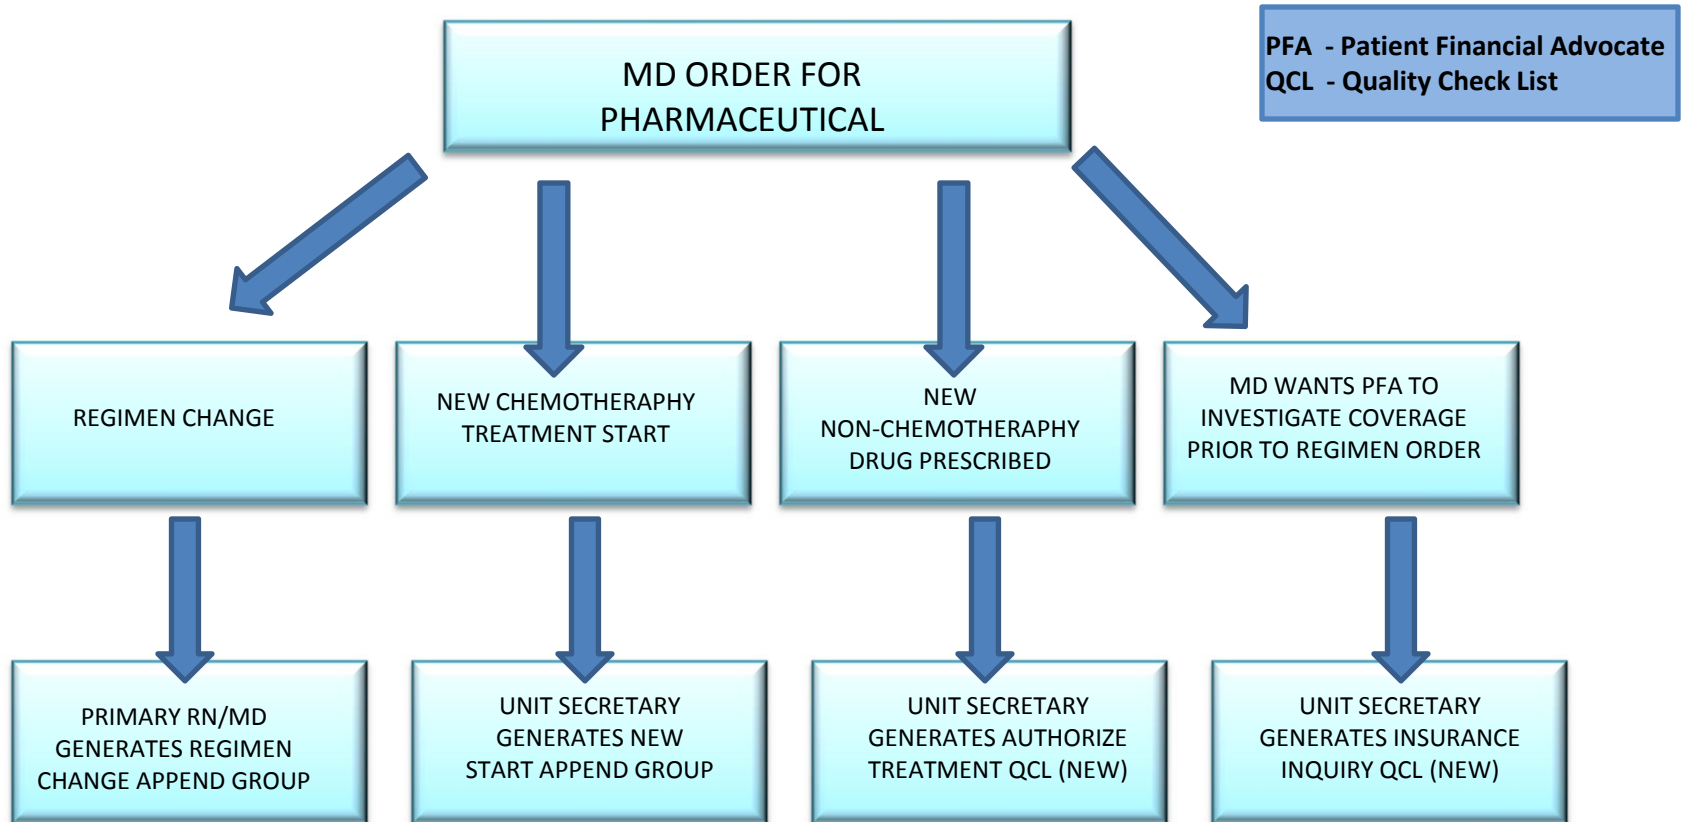 MD ORDER FOR
PHARMACEUTICAL
PFA - Patient Financial Advocate
QCL - Quality Check List
REGIMEN CHANGE
NEW CHEMOTHERAPHY
TREATMENT START
NEW
NON-CHEMOTHERAPHY
DRUG PRESCRIBED
MD WANTS PFA TO
INVESTIGATE COVERAGE
PRIOR TO REGIMEN ORDER
PRIMARY RN/MD
GENERATES REGIMEN
CHANGE APPEND GROUP
UNIT SECRETARY
GENERATES NEW
START APPEND GROUP
UNIT SECRETARY
GENERATES AUTHORIZE
TREATMENT QCL (NEW)
UNIT SECRETARY
GENERATES INSURANCE
INQUIRY QCL (NEW)